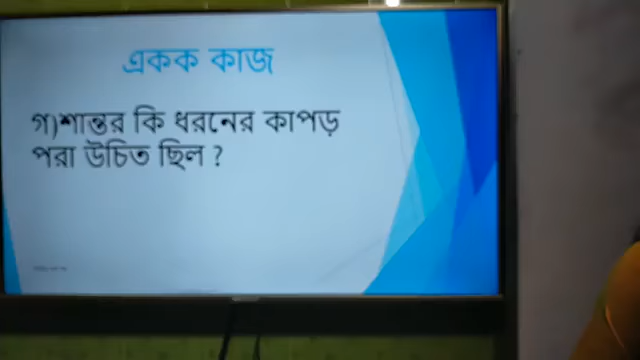 একক কাজ
গ)শান্তর কি ধরনের কাপড়
পরা উচিত ছিল ?